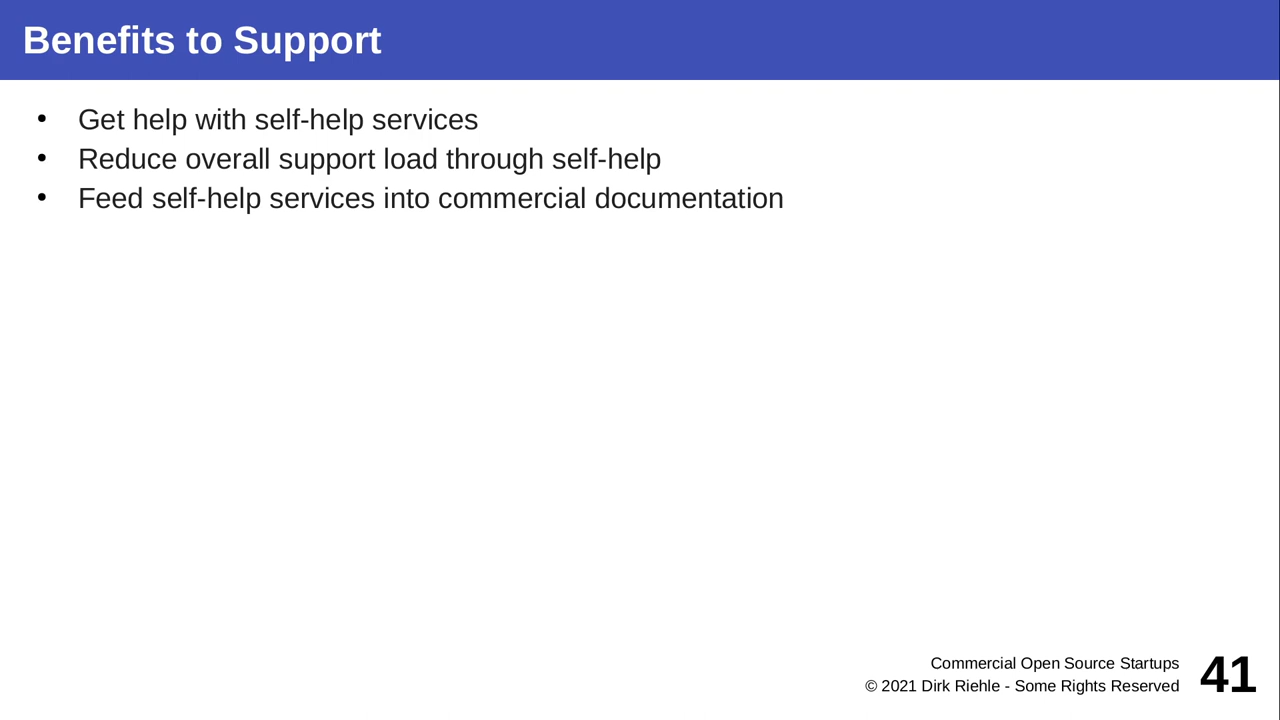 Benefits to Support
• Get help with self-help services
• Reduce overall support load through self-help
• Feed self-help services into commercial documentation
Commercial Open Source Startups
© 2021 Dirk Riehle - Some Rights Reserved
41